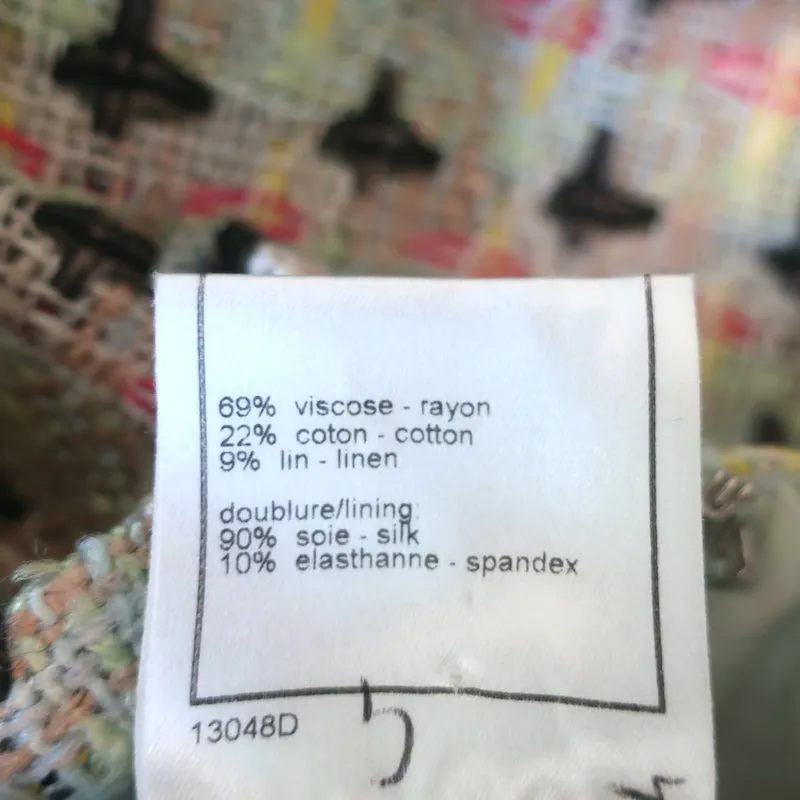 69% viscose - rayon
22% coton - cotton
9% lin - linen
doublure/lining:
90% soie - silk
10% elasthanne - spandex
13048D